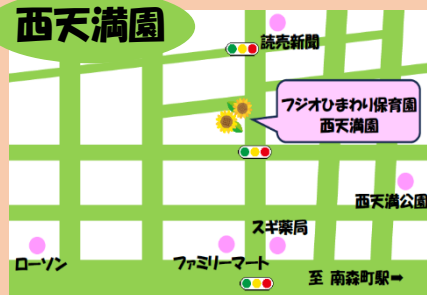 西天満園
読売新聞
フジオひまわり保育園
西天満園
西天満公園
スギ薬局
ローソン
ファミリーマート
至 南森町駅➡